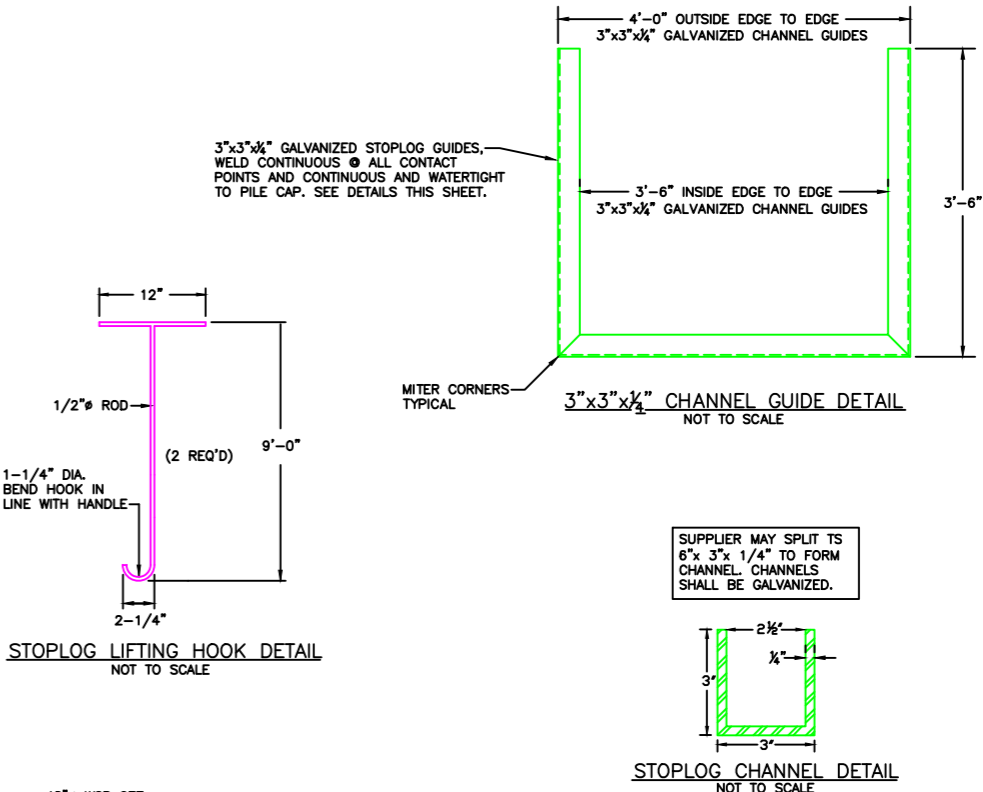 4'-0" OUTSIDE EDGE TO EDGE
3"x3"x¼" GALVANIZED CHANNEL GUIDES
3"x3"x¼" GALVANIZED STOPLOG GUIDES,
WELD CONTINUOUS @ ALL CONTACT
POINTS AND CONTINUOUS AND WATERTIGHT
TO PILE CAP. SEE DETAILS THIS SHEET.
3'-6" INSIDE EDGE TO EDGE
3"x3"x¼" GALVANIZED CHANNEL GUIDES
3'-6"
MITER CORNERS
TYPICAL
3"x3"x¼" CHANNEL GUIDE DETAIL
NOT TO SCALE
12"
1/2"ø ROD
(2 REQ'D)
9'-0"
1-1/4" DIA.
BEND HOOK IN
LINE WITH HANDLE
2-1/4"
STOPLOG LIFTING HOOK DETAIL
NOT TO SCALE
SUPPLIER MAY SPLIT TS
6"x 3"x 1/4" TO FORM
CHANNEL. CHANNELS
SHALL BE GALVANIZED.
2½"
¼"
3"
3"
STOPLOG CHANNEL DETAIL
NOT TO SCALE